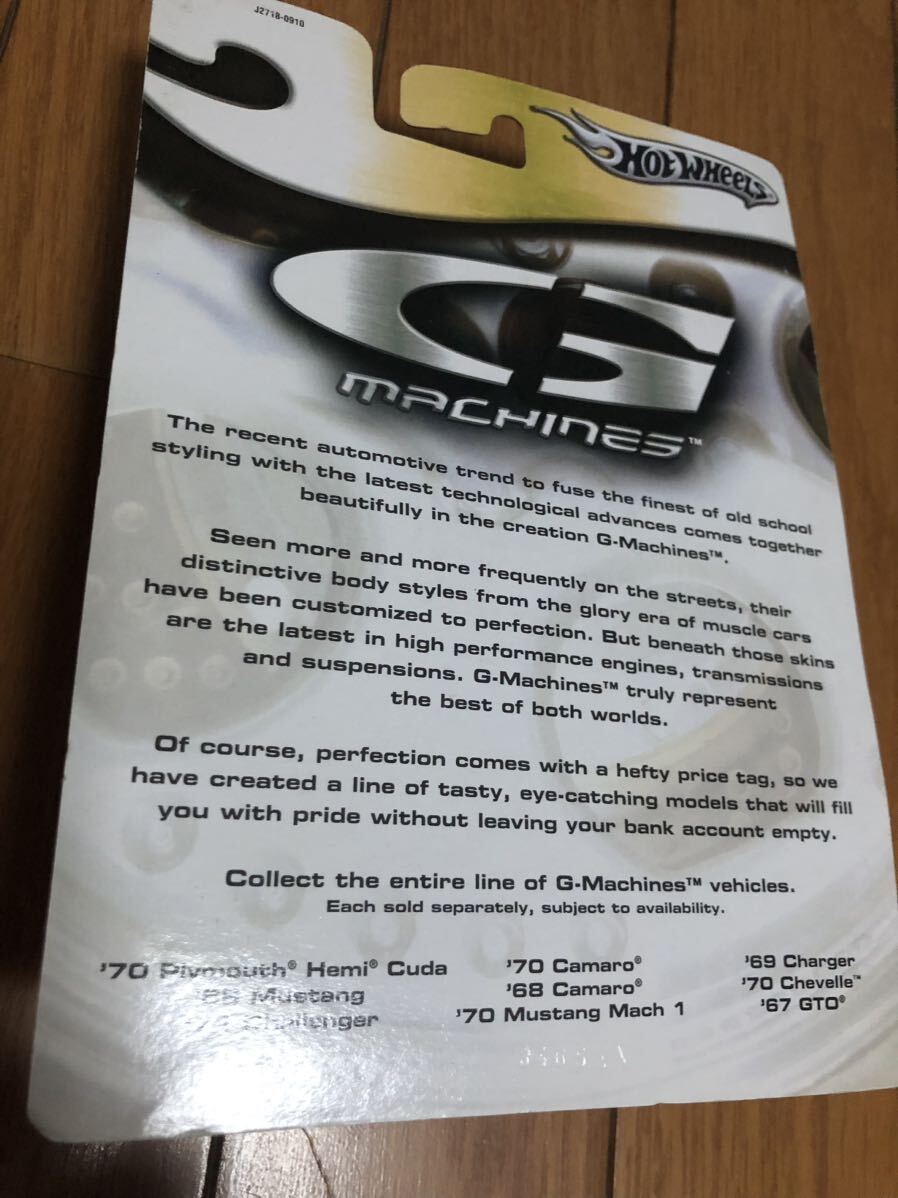 J2718-0910
HOT WHEELS
G
MACHINES™
The recent automotive trend to fuse the finest of old school
styling with the latest technological advances comes together
beautifully in the creation G-Machines™.
Seen more and more frequently on the streets, their
distinctive body styles from the glory era of muscle cars
have been customized to perfection. But beneath those skins
are the latest in high performance engines, transmissions
and suspensions. G-Machines™ truly represent
the best of both worlds.
Of course, perfection comes with a hefty price tag, so we
have created a line of tasty, eye-catching models that will fill
you with pride without leaving your bank account empty.
Collect the entire line of G-Machines™ vehicles.
Each sold separately, subject to availability.
'70 Plymouth® Hemi® Cuda
Mustang
Challenger
'70 Camaro®
'68 Camaro®
'70 Mustang Mach 1
'69 Charger
'70 Chevelle™
'67 GTO®